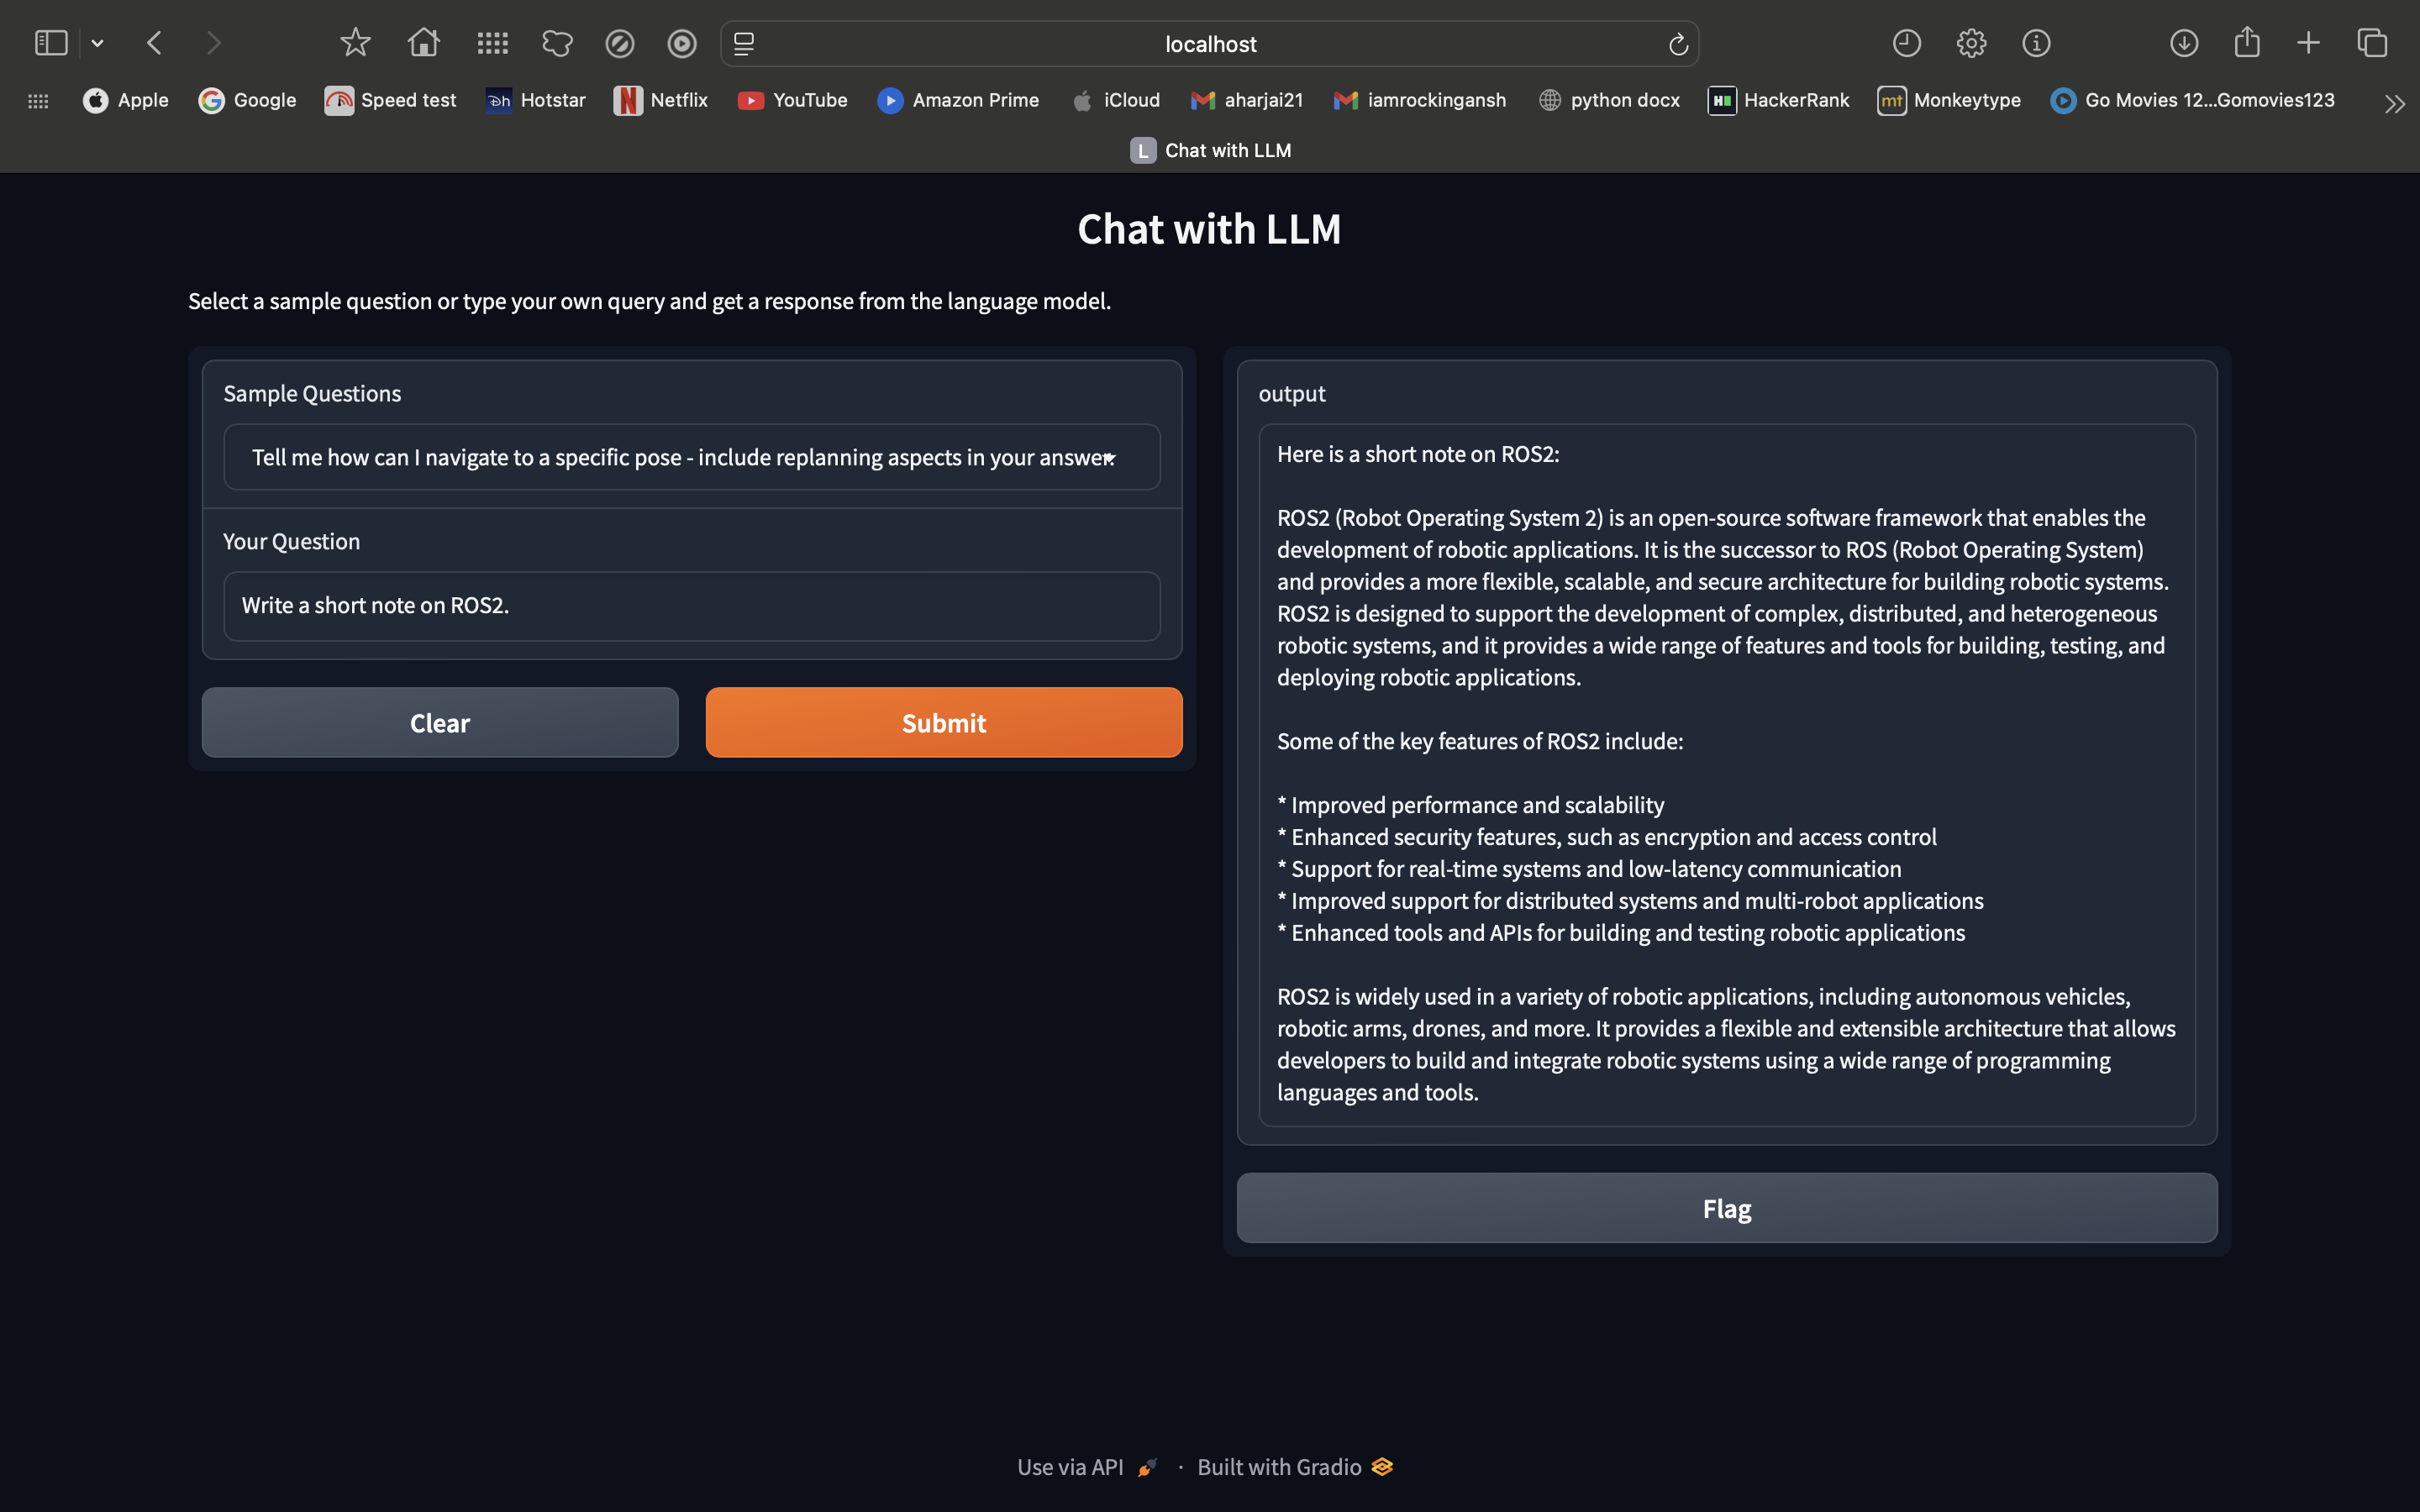 localhost
Apple
Google
Speed test
Hotstar
Netflix
YouTube
Amazon Prime
iCloud
aharjai21
iamrockingansh
python docx
HackerRank
Monkeytype
Go Movies 12...Gomovies123
L Chat with LLM
Chat with LLM
Select a sample question or type your own query and get a response from the language model.
Sample Questions
Tell me how can I navigate to a specific pose - include replanning aspects in your answer.
Your Question
Write a short note on ROS2.
Clear
Submit
output
Here is a short note on ROS2:
ROS2 (Robot Operating System 2) is an open-source software framework that enables the
development of robotic applications. It is the successor to ROS (Robot Operating System)
and provides a more flexible, scalable, and secure architecture for building robotic systems.
ROS2 is designed to support the development of complex, distributed, and heterogeneous
robotic systems, and it provides a wide range of features and tools for building, testing, and
deploying robotic applications.
Some of the key features of ROS2 include:
* Improved performance and scalability
* Enhanced security features, such as encryption and access control
* Support for real-time systems and low-latency communication
* Improved support for distributed systems and multi-robot applications
* Enhanced tools and APIs for building and testing robotic applications
ROS2 is widely used in a variety of robotic applications, including autonomous vehicles,
robotic arms, drones, and more. It provides a flexible and extensible architecture that allows
developers to build and integrate robotic systems using a wide range of programming
languages and tools.
Flag
Use via API · Built with Gradio